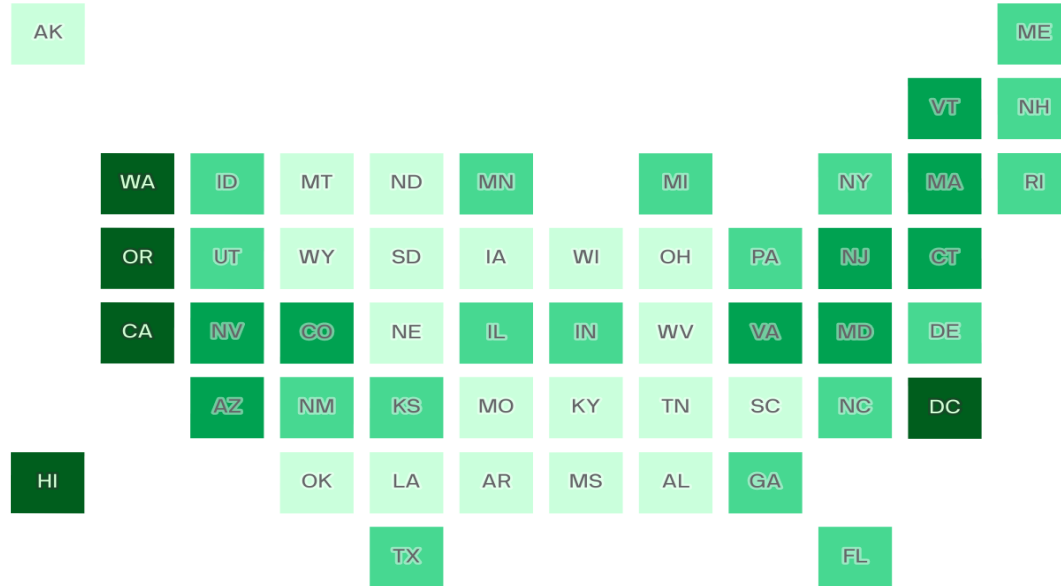 AK ME
VT NH
WA ID MT ND MN MI NY MA RI
OR UT WY SD IA WI OH PA NJ CT
CA NV CO NE IL IN WV VA MD DE
AZ NM KS MO KY TN SC NC DC
HI OK LA AR MS AL GA
TX FL